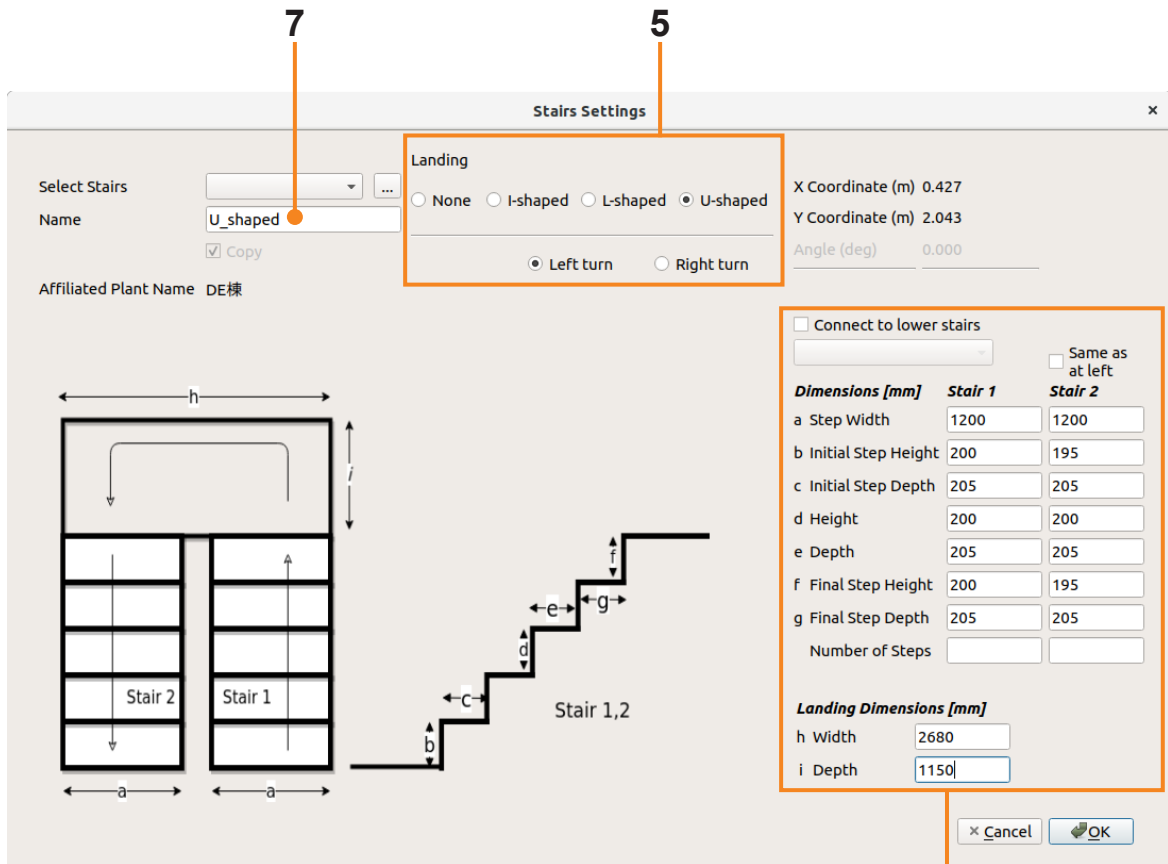 7
5
Stairs Settings
×
Select Stairs
...
Name
U_shaped
Copy
Affiliated Plant Name DE棟
Landing
None I-shaped L-shaped U-shaped
Left turn Right turn
X Coordinate (m) 0.427
Y Coordinate (m) 2.043
Angle (deg) 0.000
Connect to lower stairs
Same as
at left
Dimensions [mm] Stair 1 Stair 2
a Step Width 1200 1200
b Initial Step Height 200 195
c Initial Step Depth 205 205
d Height 200 200
e Depth 205 205
f Final Step Height 200 195
g Final Step Depth 205 205
Number of Steps
Landing Dimensions [mm]
h Width 2680
i Depth 1150
h
i
Stair 2
Stair 1
a
a
f
g
e
d
c
b
Stair 1,2
Cancel
OK